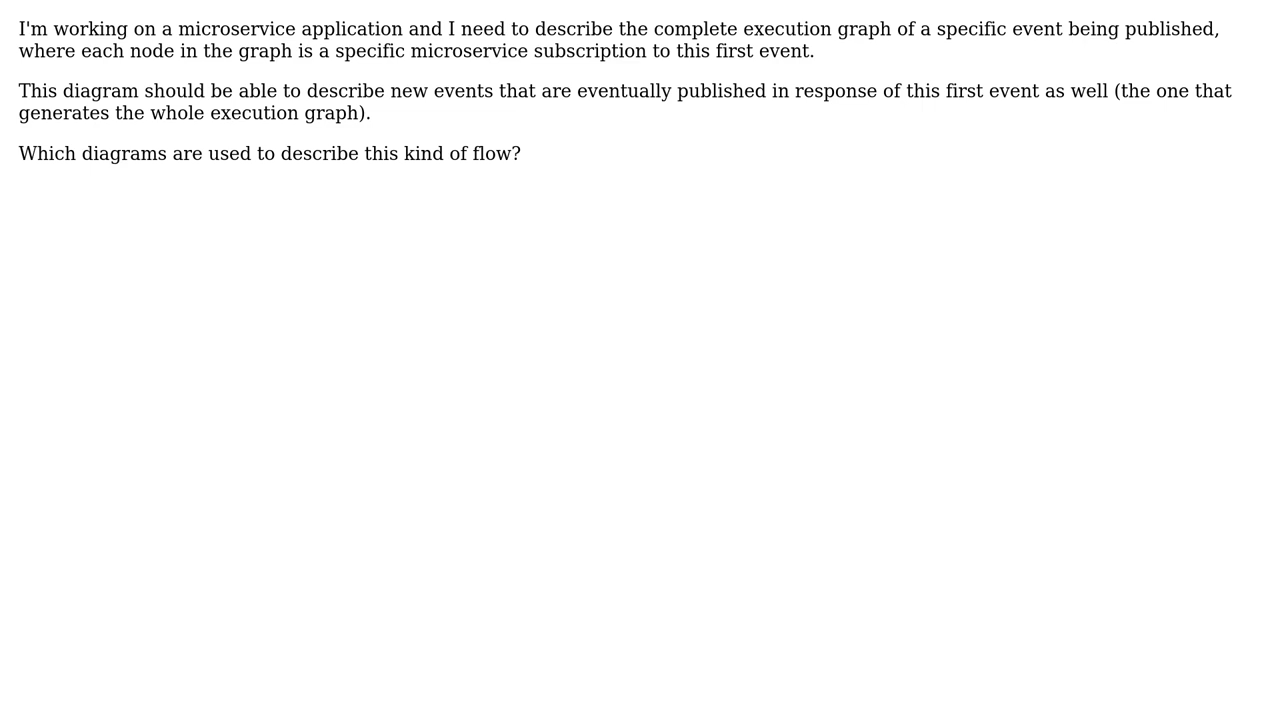 I'm working on a microservice application and I need to describe the complete execution graph of a specific event being published,
where each node in the graph is a specific microservice subscription to this first event.
This diagram should be able to describe new events that are eventually published in response of this first event as well (the one that
generates the whole execution graph).
Which diagrams are used to describe this kind of flow?